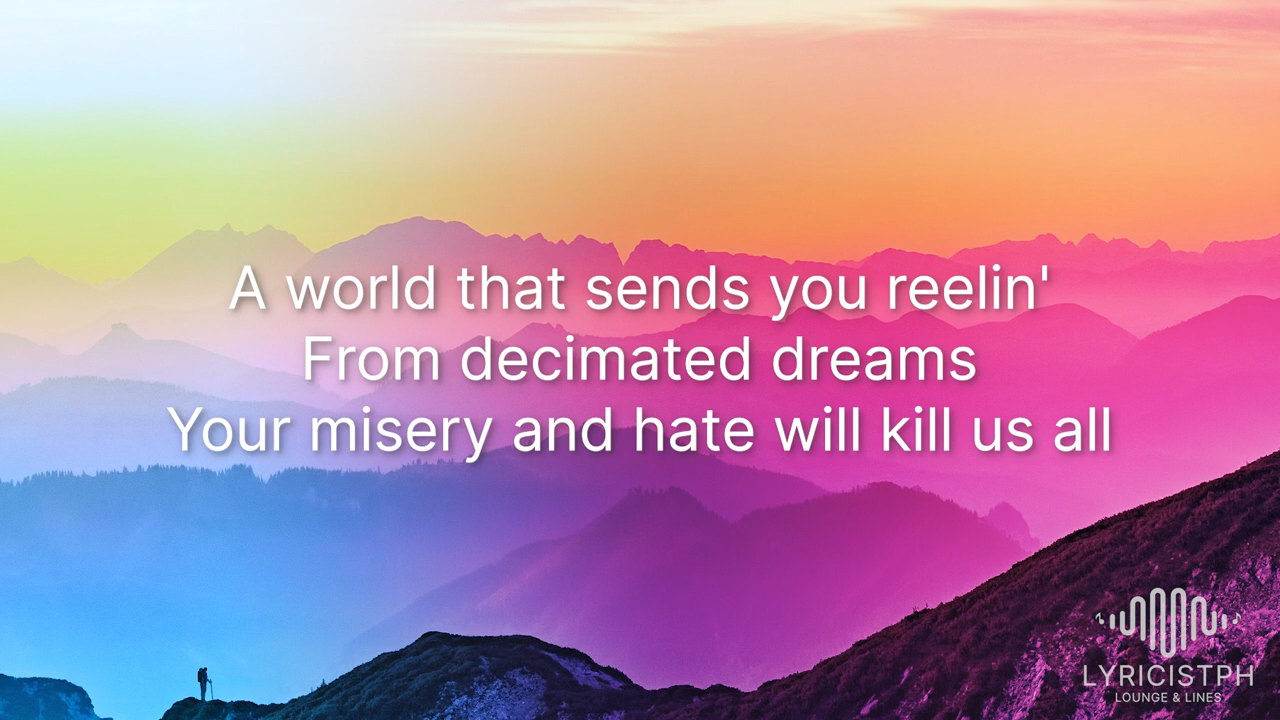 A world that sends you reelin'
From decimated dreams
Your misery and hate will kill us all
LYRICISTPH
LOUNGE & LINES